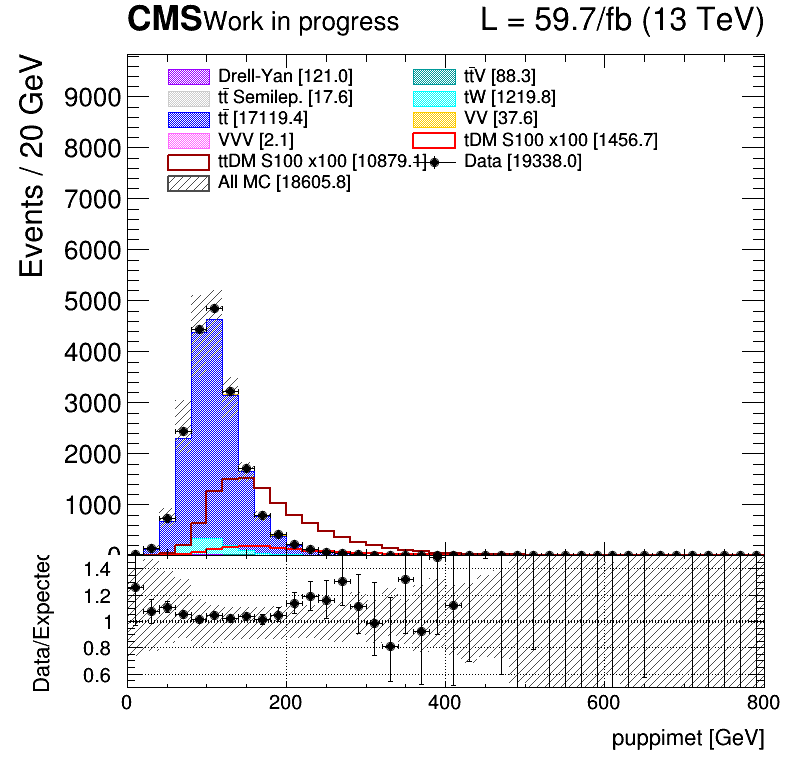 CMS Work in progress L = 59.7/fb (13 TeV)
Events / 20 GeV
Drell-Yan [121.0] tt̄V [88.3]
tt̄ Semilep. [17.6] tW [1219.8]
tt̄ [17119.4] VV [37.6]
VVV [2.1] tDM S100 x100 [1456.7]
ttDM S100 x100 [10879.1] Data [19338.0]
All MC [18605.8]
9000
8000
7000
6000
5000
4000
3000
2000
1000
0
Data/Expected
1.4
1.2
1
0.8
0.6
0 200 400 600 800
puppimet [GeV]